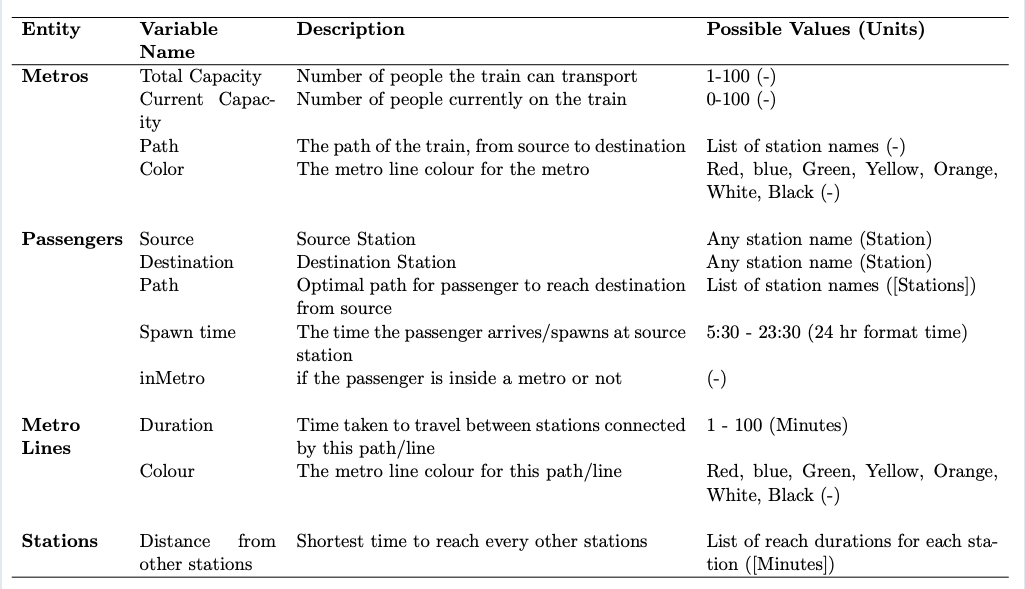 Entity Variable Name Description Possible Values (Units)
Metros Total Capacity Number of people the train can transport 1-100 (-)
Current Capac-
ity Number of people currently on the train 0-100 (-)
Path The path of the train, from source to destination List of station names (-)
Color The metro line colour for the metro Red, blue, Green, Yellow, Orange,
White, Black (-)
Passengers Source Source Station Any station name (Station)
Destination Destination Station Any station name (Station)
Path Optimal path for passenger to reach destination
from source List of station names ([Stations])
Spawn time The time the passenger arrives/spawns at source
station 5:30 - 23:30 (24 hr format time)
inMetro if the passenger is inside a metro or not (-)
Metro
Lines Duration Time taken to travel between stations connected
by this path/line 1 - 100 (Minutes)
Colour The metro line colour for this path/line Red, blue, Green, Yellow, Orange,
White, Black (-)
Stations Distance from
other stations Shortest time to reach every other stations List of reach durations for each sta-
tion ([Minutes])